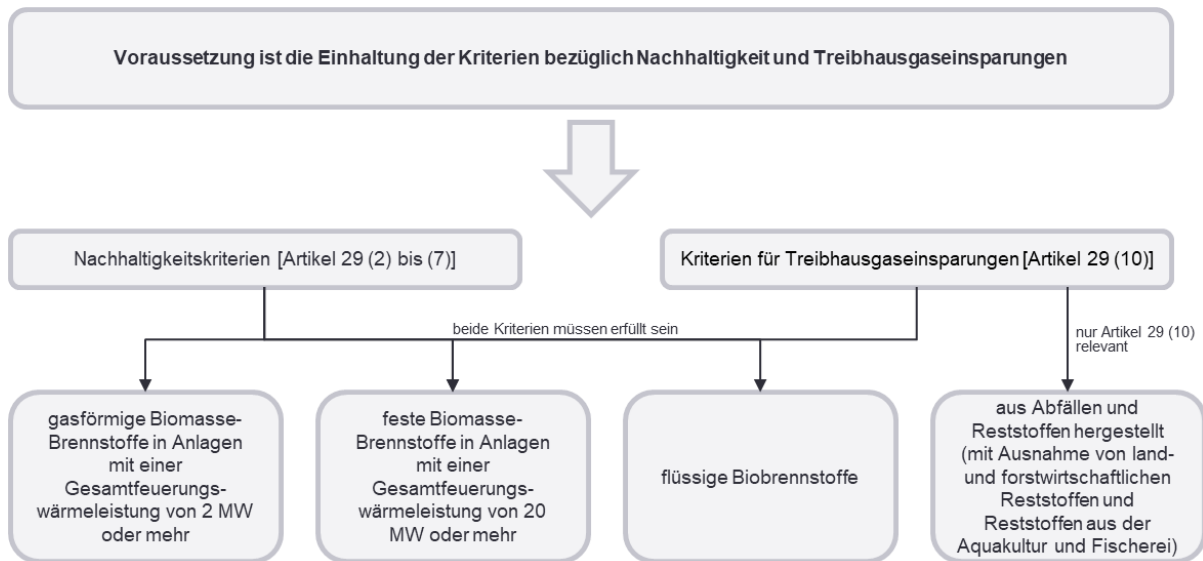 Voraussetzung ist die Einhaltung der Kriterien bezüglich Nachhaltigkeit und Treibhausgaseinsparungen
Nachhaltigkeitskriterien [Artikel 29 (2) bis (7)]
Kriterien für Treibhausgaseinsparungen [Artikel 29 (10)]
beide Kriterien müssen erfüllt sein
nur Artikel 29 (10)
relevant
gasförmige Biomasse-
Brennstoffe in Anlagen
mit einer
Gesamtfeuerungs-
wärmeleistung von 2 MW
oder mehr
feste Biomasse-
Brennstoffe in Anlagen
mit einer
Gesamtfeuerungs-
wärmeleistung von 20
MW oder mehr
flüssige Biobrennstoffe
aus Abfällen und
Reststoffen hergestellt
(mit Ausnahme von land-
und forstwirtschaftlichen
Reststoffen und
Reststoffen aus der
Aquakultur und Fischerei)